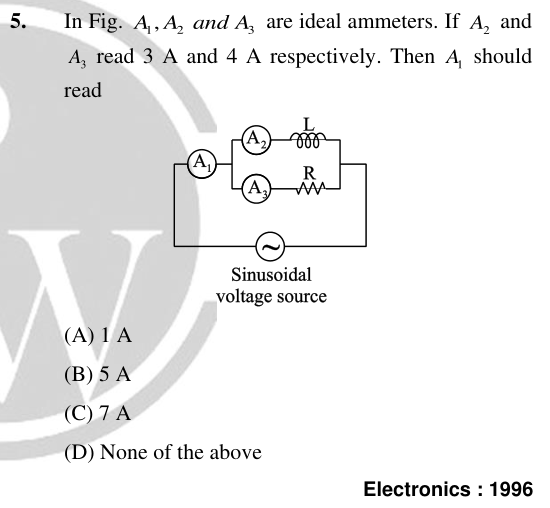 5. In Fig. A₁, A₂ and A₃ are ideal ammeters. If A₂ and
A₃ read 3 A and 4 A respectively. Then A₁ should
read
L
A₂
A₁
R
A₃
~
Sinusoidal
voltage source
(A) 1 A
(B) 5 A
(C) 7 A
(D) None of the above
Electronics : 1996